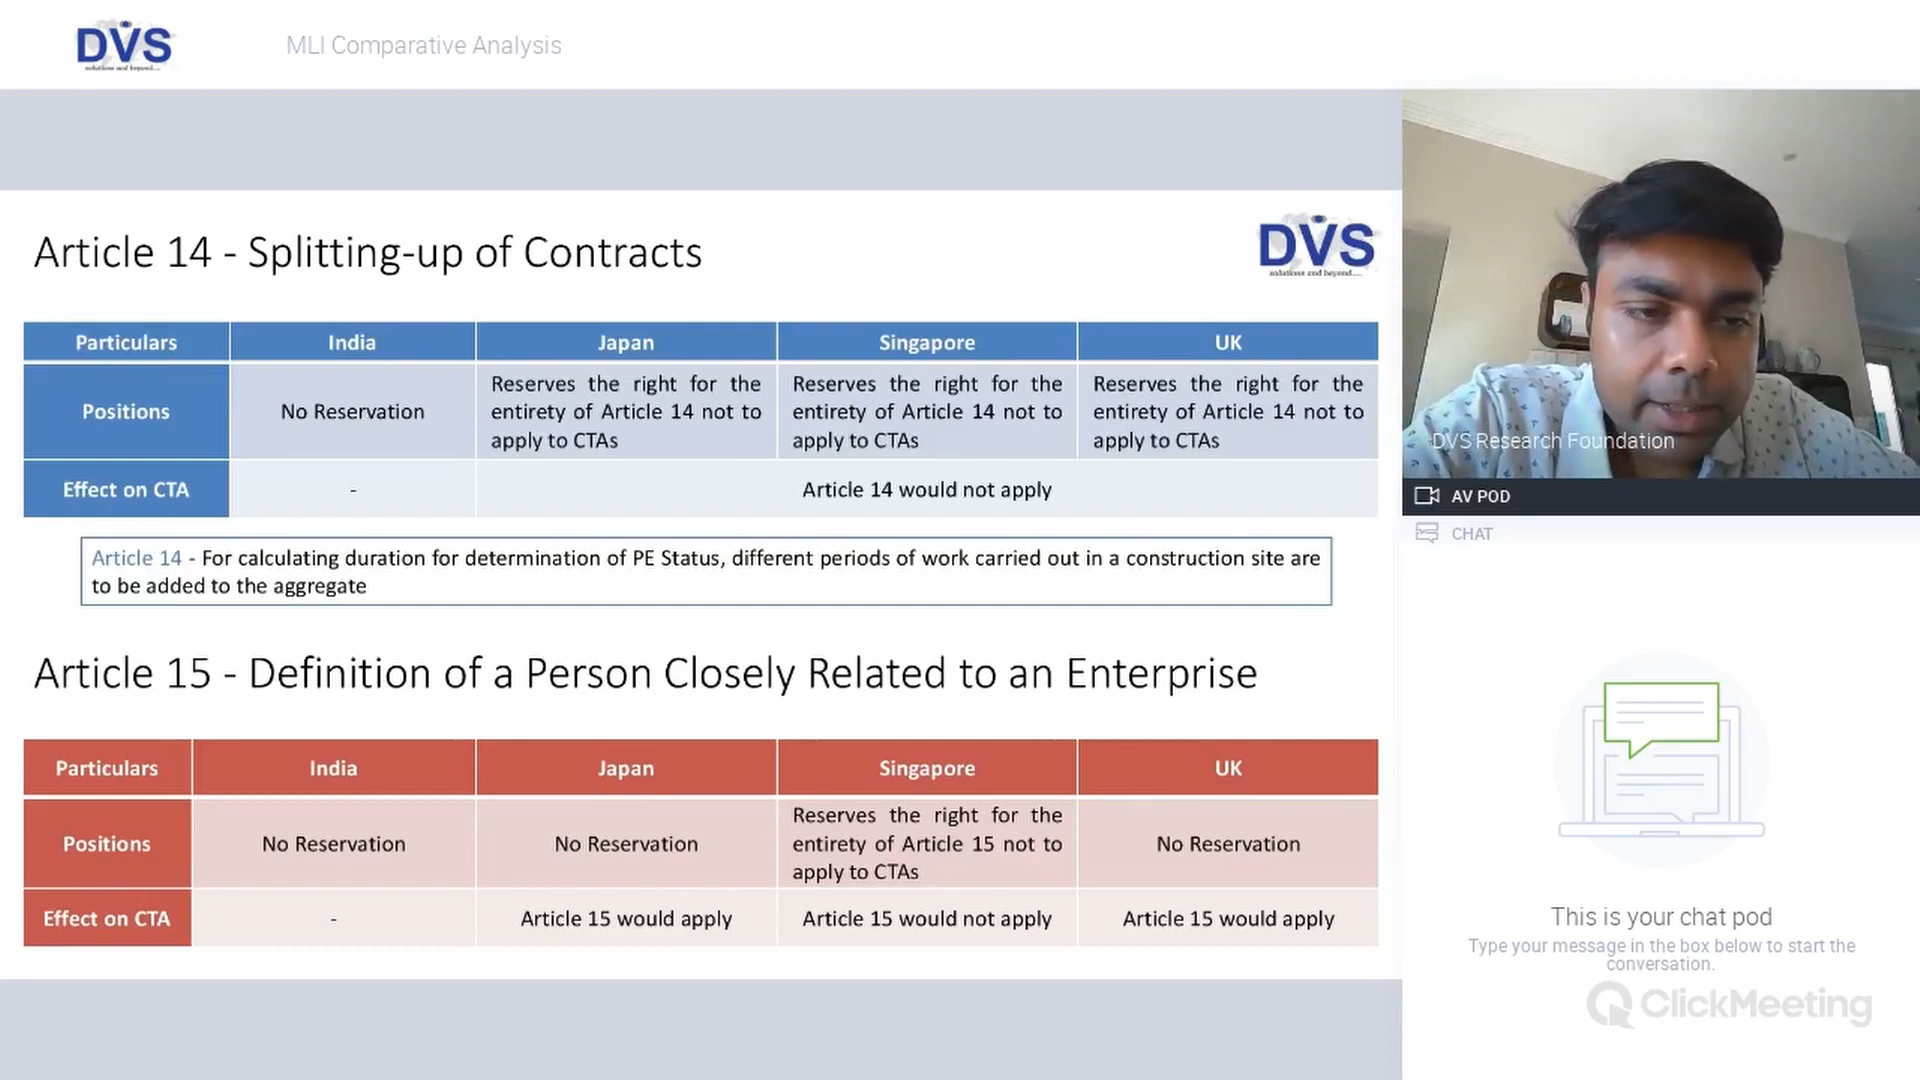 DVS
solutions and beyond....
MLI Comparative Analysis
Article 14 - Splitting-up of Contracts
DVS
solutions and beyond....
Particulars India Japan Singapore UK
Positions
No Reservation
Reserves the right for the
entirety of Article 14 not to
apply to CTAs
Reserves the right for the
entirety of Article 14 not to
apply to CTAs
Reserves the right for the
entirety of Article 14 not to
apply to CTAs
Effect on CTA - Article 14 would not apply
Article 14 - For calculating duration for determination of PE Status, different periods of work carried out in a construction site are
to be added to the aggregate
Article 15 - Definition of a Person Closely Related to an Enterprise
Particulars India Japan Singapore UK
Positions
No Reservation
No Reservation
Reserves the right for the
entirety of Article 15 not to
apply to CTAs
No Reservation
Effect on CTA - Article 15 would apply Article 15 would not apply Article 15 would apply
DVS Research Foundation
AV POD
CHAT
This is your chat pod
Type your message in the box below to start the
conversation.
ClickMeeting